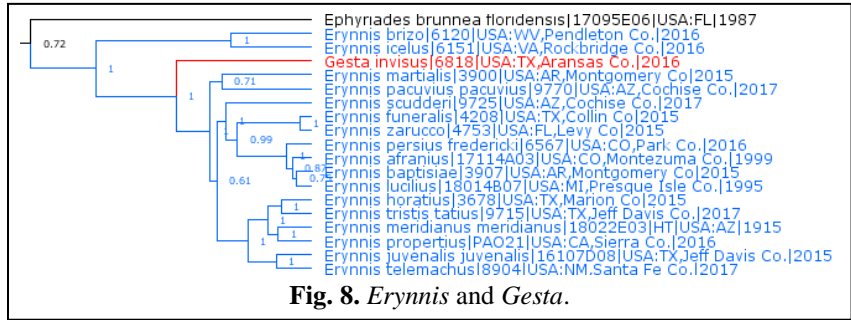 Ephyriades brunnea floridensis|17095E06|USA:FL|1987
Erynnis brizo|6120|USA:WV,Pendleton Co.|2016
0.72
Erynnis icelus|6151|USA:VA,Rockbridge Co.|2016
1
Gesta invisus|6818|USA:TX,Aransas Co.|2016
1
Erynnis martialis|3900|USA:AR,Montgomery Co|2015
0.71
Erynnis pacuvius pacuvius|9770|USA:AZ,Cochise Co.|2017
1
Erynnis scudderi|9725|USA:AZ,Cochise Co.|2017
Erynnis funeralis|4208|USA:TX,Collin Co|2015
1
1
1
Erynnis zarucco|4753|USA:FL,Levy Co|2015
0.99
Erynnis persius fredericki|6567|USA:CO,Park Co.|2016
1
Erynnis afranius|17114A03|USA:CO,Montezuma Co.|1999
0.87
Erynnis baptisiae|3907|USA:AR,Montgomery Co|2015
0.61
Erynnis lucilius|18014B07|USA:MI,Presque Isle Co.|1995
Erynnis horatius|3678|USA:TX,Marion Co|2015
1
Erynnis tristis tatius|9715|USA:TX,Jeff Davis Co.|2017
1
Erynnis meridianus meridianus|18022E03|HT|USA:AZ|1915
1
1
Erynnis propertius|PAO21|USA:CA,Sierra Co.|2016
Erynnis juvenalis juvenalis|16107D08|USA:TX,Jeff Davis Co.|2015
1
Erynnis telemachus|8904|USA:NM,Santa Fe Co.|2017
Fig. 8. Erynnis and Gesta.